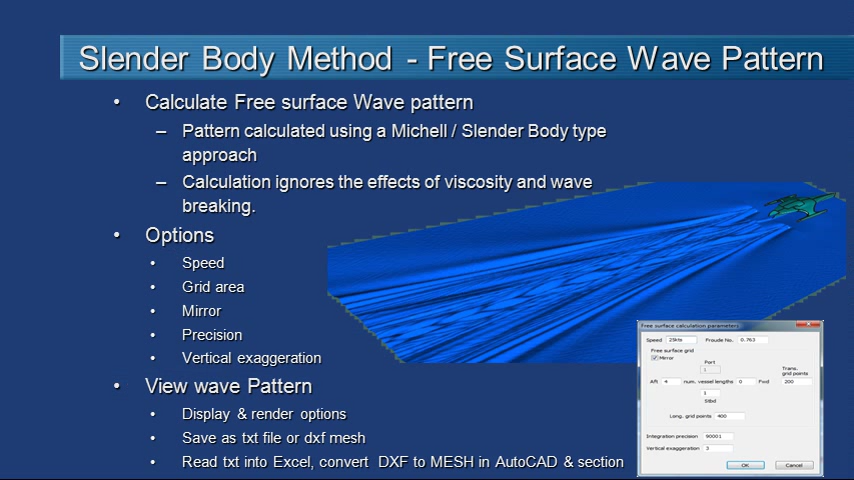 Slender Body Method - Free Surface Wave Pattern
• Calculate Free surface Wave pattern
– Pattern calculated using a Michell / Slender Body type
approach
– Calculation ignores the effects of viscosity and wave
breaking.
• Options
• Speed
• Grid area
• Mirror
• Precision
• Vertical exaggeration
• View wave Pattern
• Display & render options
• Save as txt file or dxf mesh
• Read txt into Excel, convert DXF to MESH in AutoCAD & section
Free surface calculation parameters
Speed 25kts Froude No. 0.763
Free surface grid
Mirror
Port
1
Trans.
grid points
Aft 4 num. vessel lengths 0 Fwd 200
1
Stbd
Long. grid points 400
Integration precision 90001
Vertical exaggeration 3
OK Cancel